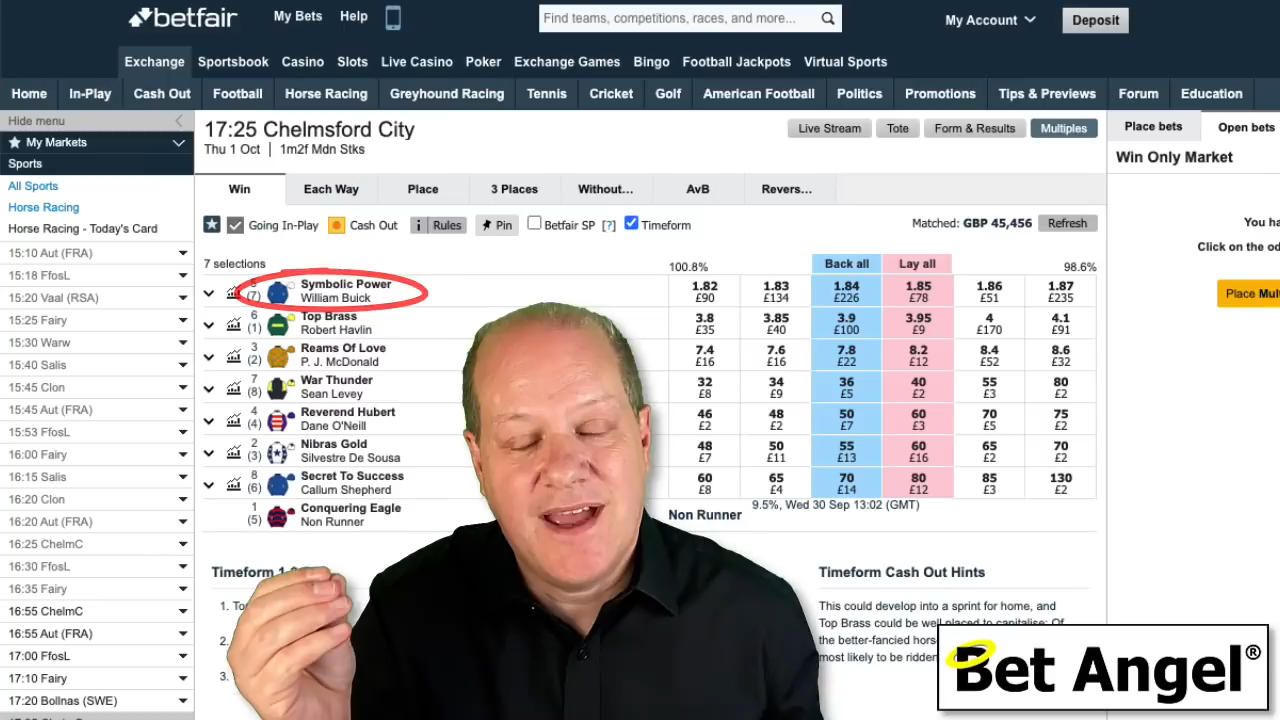 betfair
My Bets
Help
Find teams, competitions, races, and more...
My Account
Deposit
Exchange Sportsbook Casino Slots Live Casino Poker Exchange Games Bingo Football Jackpots Virtual Sports
Home In-Play Cash Out Football Horse Racing Greyhound Racing Tennis Cricket Golf American Football Politics Promotions Tips & Previews Forum Education
Hide menu
My Markets
Sports
All Sports
Horse Racing
Horse Racing - Today's Card
15:10 Aut (FRA)
15:18 FfosL
15:20 Vaal (RSA)
15:25 Fairy
15:30 Warw
15:40 Salis
15:45 Clon
15:45 Aut (FRA)
15:53 FfosL
16:00 Fairy
16:15 Salis
16:20 Clon
16:20 Aut (FRA)
16:25 ChelmC
16:30 FfosL
16:35 Fairy
16:55 ChelmC
16:55 Aut (FRA)
17:00 FfosL
17:10 Fairy
17:20 Bollnas (SWE)
17:25 Chelmsford City
Thu 1 Oct | 1m2f Mdn Stks
Live Stream Tote Form & Results Multiples
Win Each Way Place 3 Places Without... AvB Revers...
Going In-Play Cash Out Rules Pin Betfair SP [?] Timeform
Matched: GBP 45,456 Refresh
7 selections 100.8% Back all Lay all 98.6%
Symbolic Power 1.82 1.83 1.84 1.85 1.86 1.87
(7) William Buick £90 £134 £226 £78 £51 £235
6 Top Brass 3.8 3.85 3.9 3.95 4 4.1
(1) Robert Havlin £35 £40 £100 £9 £170 £91
3 Reams Of Love 7.4 7.6 7.8 8.2 8.4 8.6
(2) P. J. McDonald £16 £16 £22 £12 £52 £32
7 War Thunder 32 34 36 40 55 80
(8) Sean Levey £8 £9 £5 £2 £3 £2
4 Reverend Hubert 46 48 50 60 70 75
(4) Dane O'Neill £2 £2 £7 £3 £5 £2
2 Nibras Gold 48 50 55 60 65 70
(3) Silvestre De Sousa £7 £11 £13 £16 £2 £2
8 Secret To Success 60 65 70 80 85 130
(6) Callum Shepherd £8 £4 £14 £12 £3 £2
1 Conquering Eagle
(5) Non Runner
Non Runner 9.5%, Wed 30 Sep 13:02 (GMT)
Timeform 1
1.
2.
3.
Timeform Cash Out Hints
This could develop into a sprint for home, and
Top Brass could be well placed to capitalise; Of
the better-fancied
most likely to be ridden
Place bets
Open bets
Win Only Market
You
Click on the
Place
Bet Angel®